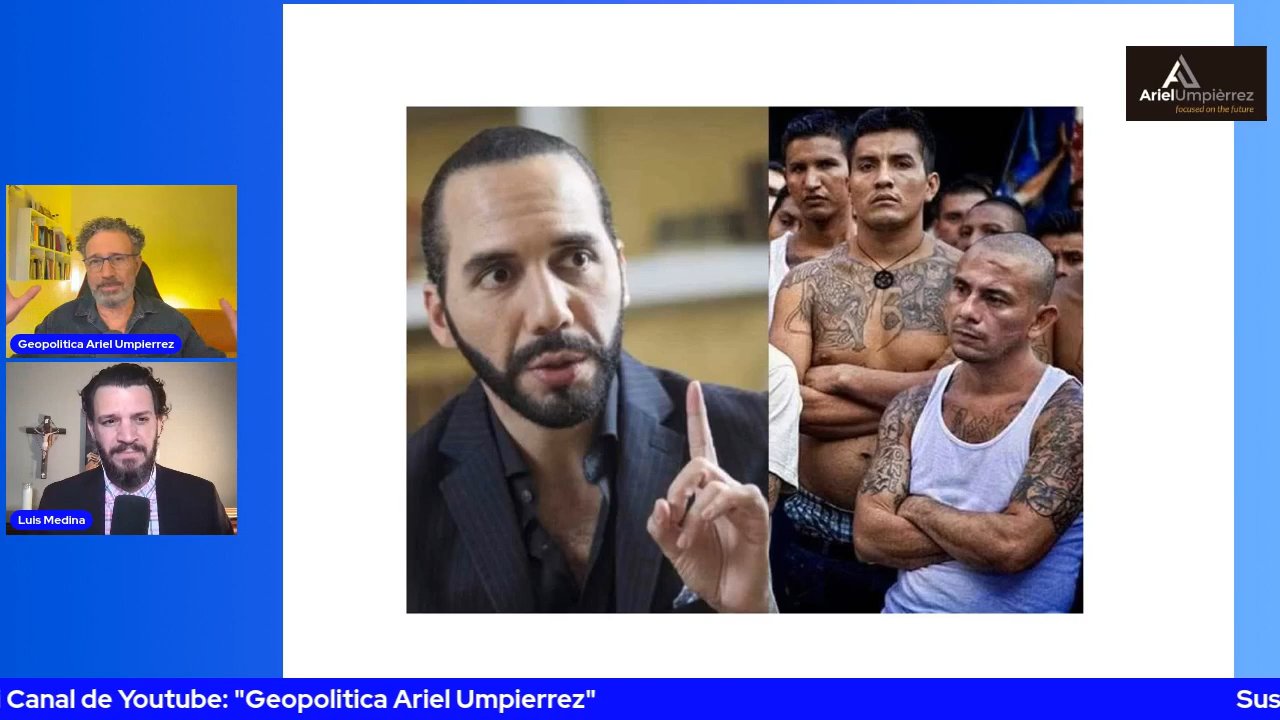 ArielUmpièrrez
focused on the future
Geopolitica Ariel Umpierrez
Luis Medina
Canal de Youtube: "Geopolitica Ariel Umpierrez"
Sus